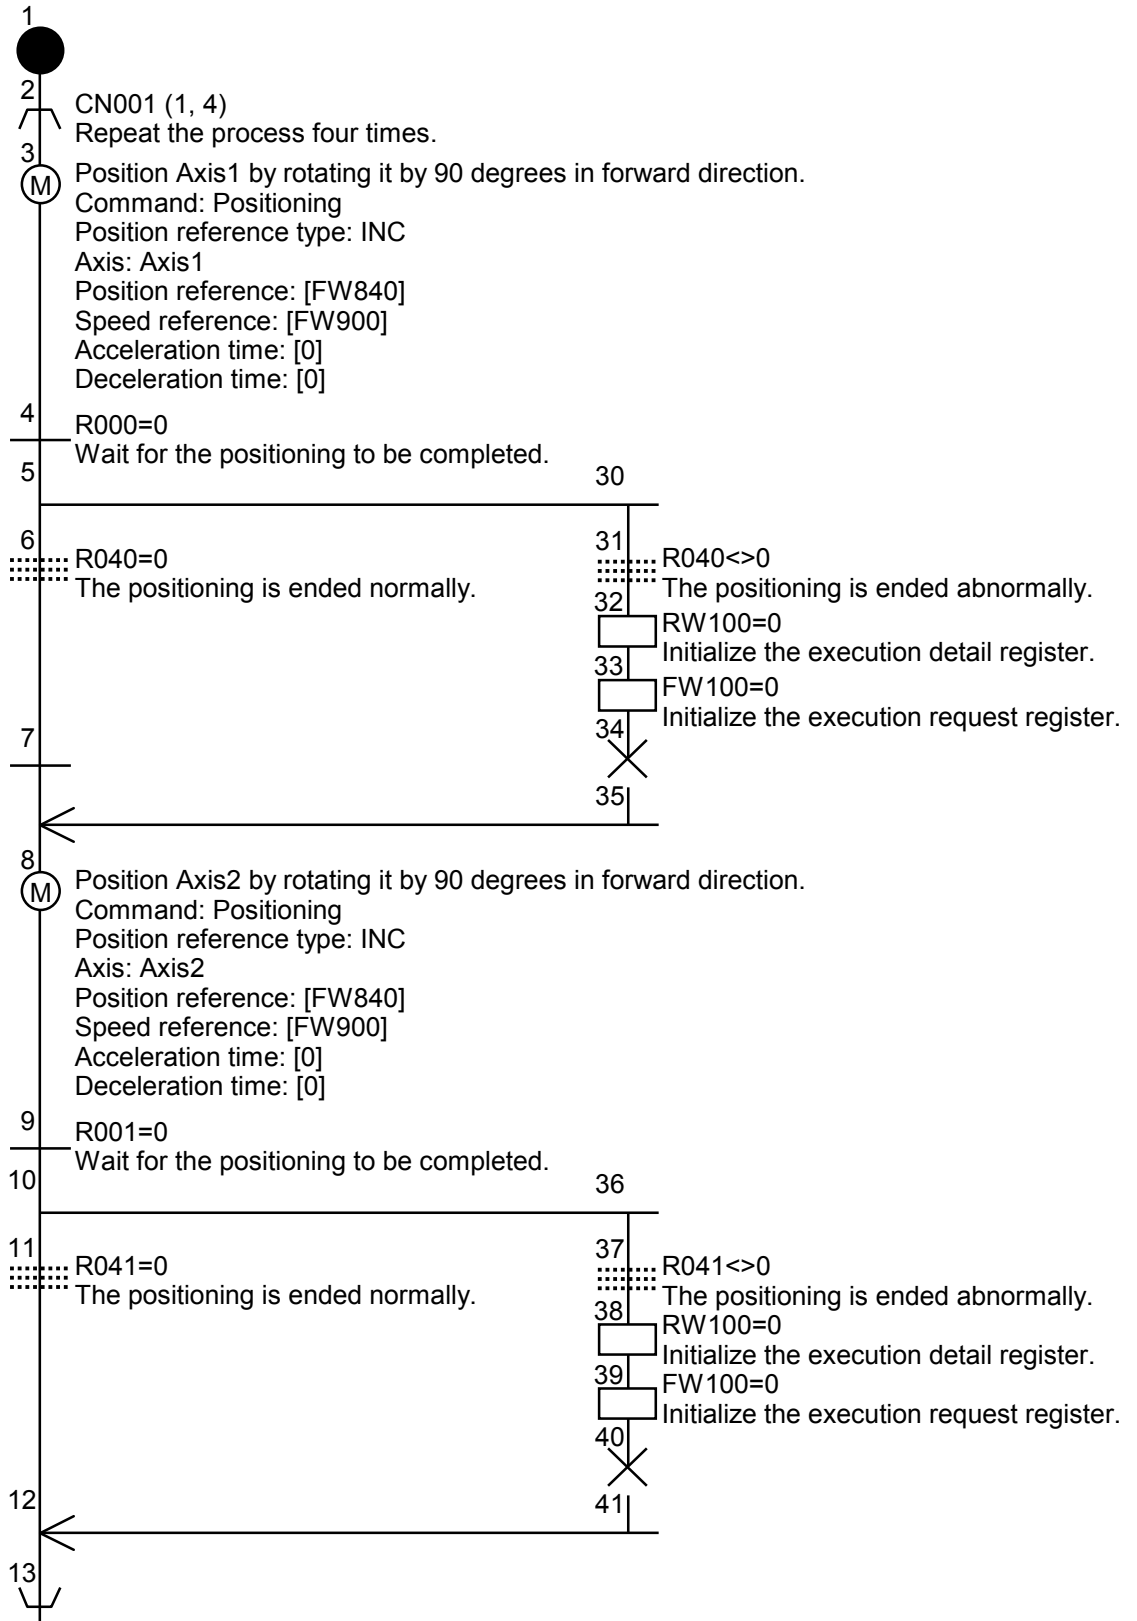 1
2
CN001 (1, 4)
Repeat the process four times.
3
M
Position Axis1 by rotating it by 90 degrees in forward direction.
Command: Positioning
Position reference type: INC
Axis: Axis1
Position reference: [FW840]
Speed reference: [FW900]
Acceleration time: [0]
Deceleration time: [0]
4
R000=0
Wait for the positioning to be completed.
5
30
6
R040=0
The positioning is ended normally.
31
R040<>0
The positioning is ended abnormally.
32
RW100=0
Initialize the execution detail register.
33
FW100=0
Initialize the execution request register.
7
34
35
8
M
Position Axis2 by rotating it by 90 degrees in forward direction.
Command: Positioning
Position reference type: INC
Axis: Axis2
Position reference: [FW840]
Speed reference: [FW900]
Acceleration time: [0]
Deceleration time: [0]
9
R001=0
Wait for the positioning to be completed.
10
36
11
R041=0
The positioning is ended normally.
37
R041<>0
The positioning is ended abnormally.
38
RW100=0
Initialize the execution detail register.
39
FW100=0
Initialize the execution request register.
40
12
41
13